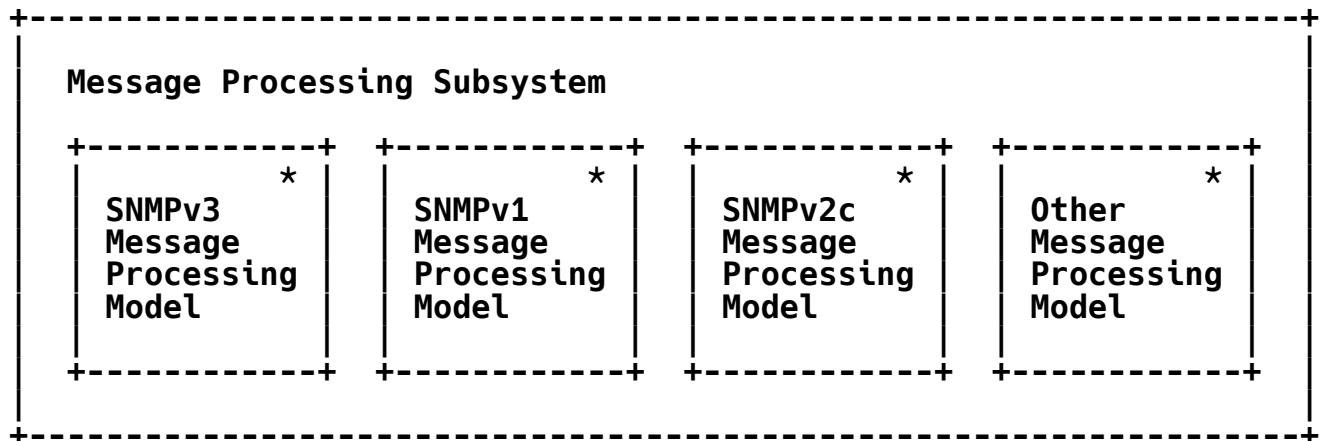 +------------------------------------------------------------------+
Message Processing Subsystem
+------------+ +------------+ +------------+ +------------+
| * | | * | | * | | * |
| SNMPv3 | | SNMPv1 | | SNMPv2c | | Other |
| Message | | Message | | Message | | Message |
| Processing | | Processing | | Processing | | Processing |
| Model | | Model | | Model | | Model |
+------------+ +------------+ +------------+ +------------+
+------------------------------------------------------------------+